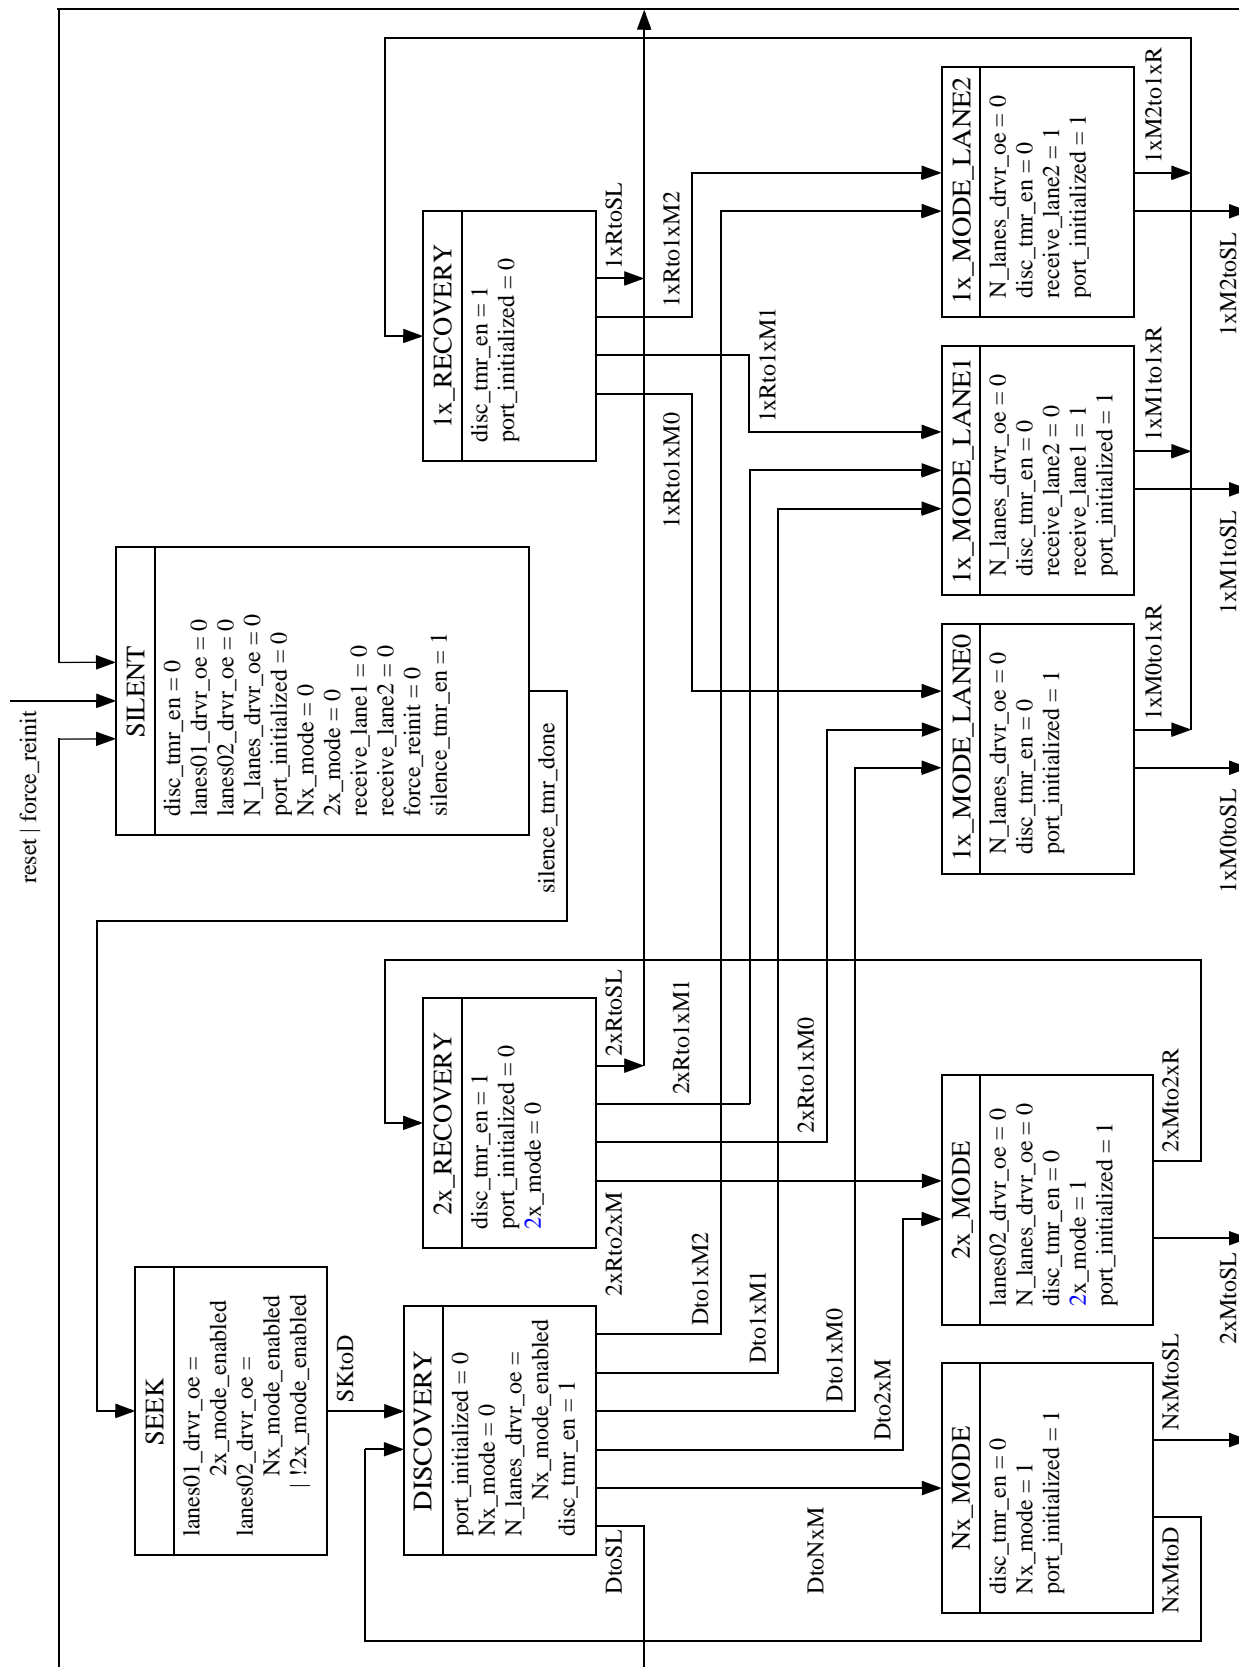 reset | force_reinit
SILENT
disc_tmr_en = 0
lanes01_drvr_oe = 0
lanes02_drvr_oe = 0
N_lanes_drvr_oe = 0
port_initialized = 0
Nx_mode = 0
2x_mode = 0
receive_lane1 = 0
receive_lane2 = 0
force_reinit = 0
silence_tmr_en = 1
silence_tmr_done
SEEK
lanes01_drvr_oe =
2x_mode_enabled
lanes02_drvr_oe =
Nx_mode_enabled
| !2x_mode_enabled
SKtoD
DISCOVERY
port_initialized = 0
Nx_mode = 0
N_lanes_drvr_oe =
Nx_mode_enabled
disc_tmr_en = 1
DtoSL
2x_RECOVERY
disc_tmr_en = 1
port_initialized = 0
2x_mode = 0
2xRto2xM
2xRtoSL
1x_RECOVERY
disc_tmr_en = 1
port_initialized = 0
1xRtoSL
Dto1xM2
2xRto1xM1
1xRto1xM0
1xRto1xM2
Dto1xM1
1xRto1xM1
DtoNxM
Dto1xM0
2xRto1xM0
Dto2xM
Nx_MODE
disc_tmr_en = 0
Nx_mode = 1
port_initialized = 1
NxMtoD
NxMtoSL
2x_MODE
lanes02_drvr_oe = 0
N_lanes_drvr_oe = 0
disc_tmr_en = 0
2x_mode = 1
port_initialized = 1
2xMto2xR
2xMtoSL
1x_MODE_LANE0
N_lanes_drvr_oe = 0
disc_tmr_en = 0
port_initialized = 1
1xM0to1xR
1xM0toSL
1x_MODE_LANE1
N_lanes_drvr_oe = 0
disc_tmr_en = 0
receive_lane2 = 0
receive_lane1 = 1
port_initialized = 1
1xM1to1xR
1xM1toSL
1x_MODE_LANE2
N_lanes_drvr_oe = 0
disc_tmr_en = 0
receive_lane2 = 1
port_initialized = 1
1xM2to1xR
1xM2toSL